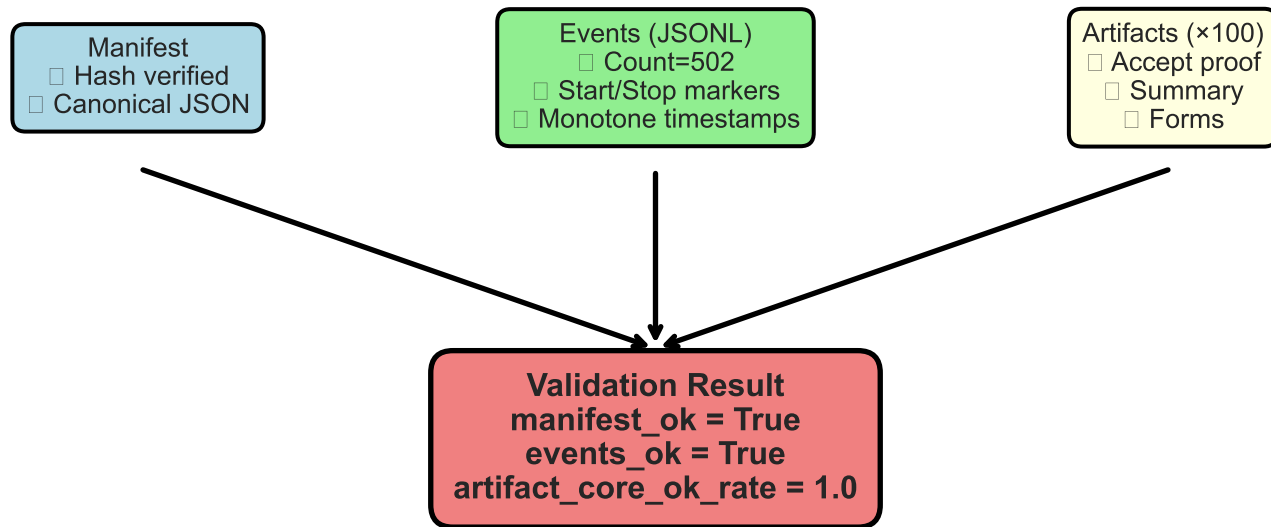 Manifest
□ Hash verified
□ Canonical JSON
Events (JSONL)
□ Count=502
□ Start/Stop markers
□ Monotone timestamps
Artifacts (×100)
□ Accept proof
□ Summary
□ Forms
Validation Result
manifest_ok = True
events_ok = True
artifact_core_ok_rate = 1.0